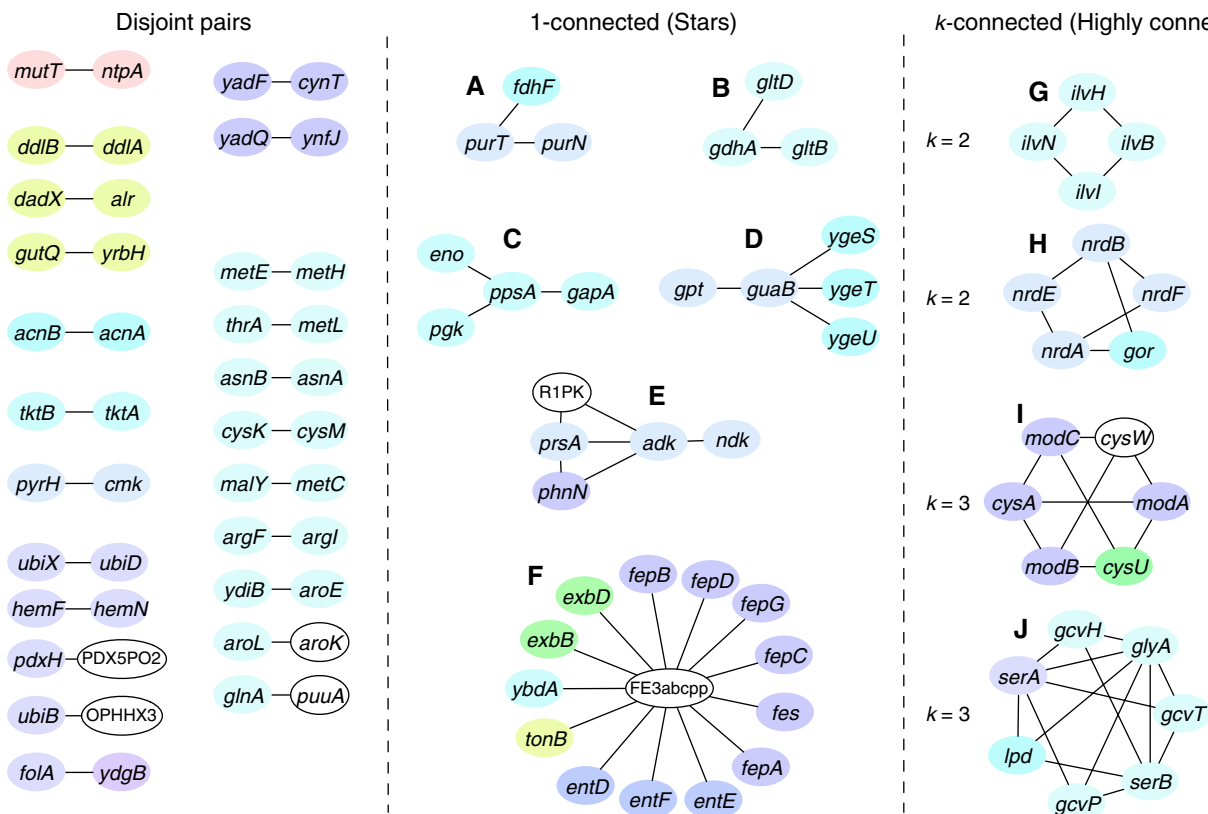 Disjoint pairs
mutT ntpA
yadF cynT
ddlB ddlA
yadQ ynfJ
dadX alr
gutQ yrbH
metE metH
acnB acnA
thrA metL
asnB asnA
tktB tktA
cysK cysM
pyrH cmk
malY metC
argF argI
ubiX ubiD
ydiB aroE
hemF hemN
aroL aroK
pdxH PDX5PO2
glnA puuA
ubiB OPHHX3
folA ydgB
1-connected (Stars)
A
fdhF
purT purN
B
gltD
gdhA gltB
C
eno
ppsA gapA
pgk
D
ygeS
gpt guaB ygeT
ygeU
E
R1PK
prsA adk ndk
phnN
F
fepB fepD
exbD fepG
exbB fepC
ybdA FE3abcpp
tonB fes
fepA
entD entF entE
k-connected (Highly conne
G
ilvH
k = 2 ilvN ilvB
ilvI
H
nrdB
k = 2 nrdE nrdF
nrdA gor
I
modC cysW
k = 3 cysA modA
modB cysU
J
gcvH glyA
serA
k = 3 gcvT
lpd
serB
gcvP